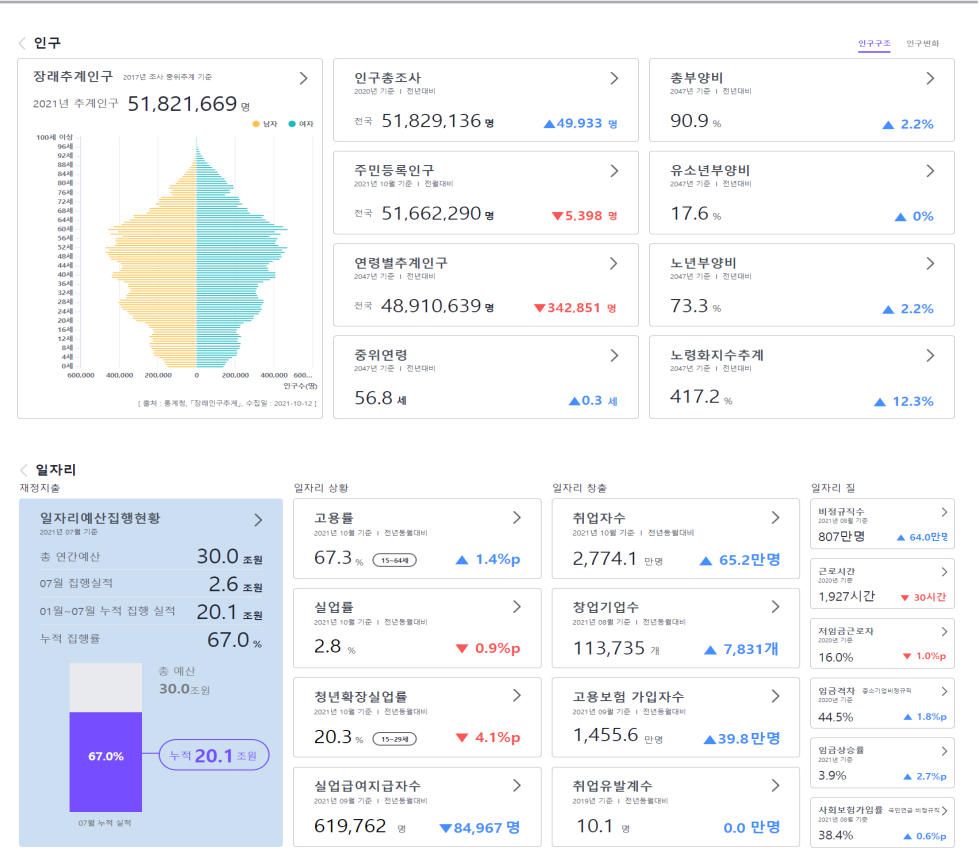 인구
인구구조 인구변화
장래추계인구 2017년 조사 중위추계 기준
2021년 추계인구 51,821,669 명
남자 여자
100세 이상
96세
92세
88세
84세
80세
76세
72세
68세
64세
60세
56세
52세
48세
44세
40세
36세
32세
28세
24세
20세
16세
12세
8세
4세
0세
600,000 400,000 200,000 0 200,000 400,000 600...
인구수(명)
[ 출처 : 통계청, 「장래인구추계」, 수집일 : 2021-10-12 ]
인구총조사
2020년 기준 I 전년대비
전국 51,829,136 명 ▲49,933 명
주민등록인구
2021년 10월 기준 I 전월대비
전국 51,662,290 명 ▼5,398 명
연령별추계인구
2047년 기준 I 전년대비
전국 48,910,639 명 ▼342,851 명
중위연령
2047년 기준 I 전년대비
56.8 세 ▲0.3 세
총부양비
2047년 기준 I 전년대비
90.9 % ▲ 2.2%
유소년부양비
2047년 기준 I 전년대비
17.6 % ▲ 0%
노년부양비
2047년 기준 I 전년대비
73.3 % ▲ 2.2%
노령화지수추계
2047년 기준 I 전년대비
417.2 % ▲ 12.3%
일자리
재정지출
일자리예산집행현황
2021년 07월 기준
총 연간예산 30.0 조원
07월 집행실적 2.6 조원
01월~07월 누적 집행 실적 20.1 조원
누적 집행률 67.0 %
총 예산
30.0조원
67.0%
누적 20.1 조원
07월 누적 실적
일자리 상황
고용률
2021년 10월 기준 I 전년동월대비
67.3 % 15~64세 ▲ 1.4%p
실업률
2021년 10월 기준 I 전년동월대비
2.8 % ▼ 0.9%p
청년확장실업률
2021년 10월 기준 I 전년동월대비
20.3 % 15~29세 ▼ 4.1%p
실업급여지급자수
2021년 09월 기준 I 전년동월대비
619,762 명 ▼84,967 명
일자리 창출
취업자수
2021년 10월 기준 I 전년동월대비
2,774.1 만명 ▲ 65.2만명
창업기업수
2021년 08월 기준 I 전년동월대비
113,735 개 ▲ 7,831개
고용보험 가입자수
2021년 09월 기준 I 전년동월대비
1,455.6 만명 ▲39.8만명
취업유발계수
2019년 기준 I 전년동월대비
10.1 명 0.0 만명
일자리 질
비정규직수
2021년 08월 기준
807만명 ▲ 64.0만명
근로시간
2020년 기준
1,927시간 ▼ 30시간
저임금근로자
2020년 기준
16.0% ▼ 1.0%p
임금격차 중소기업비정규직
2020년 기준
44.5% ▲ 1.8%p
임금상승률
2021년 기준
3.9% ▲ 2.7%p
사회보험가입률 국민연금 비정규직
2021년 08월 기준
38.4% ▲ 0.6%p